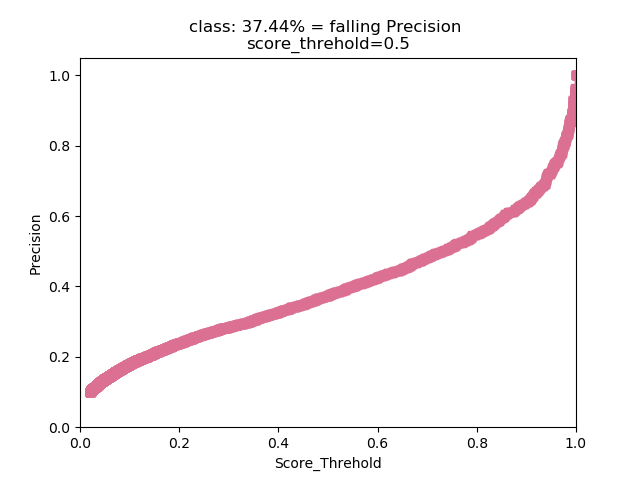 class: 37.44% = falling Precision
score_threhold=0.5
1.0
0.8
0.6
0.4
0.2
0.0
Precision
0.0 0.2 0.4 0.6 0.8 1.0
Score_Threhold